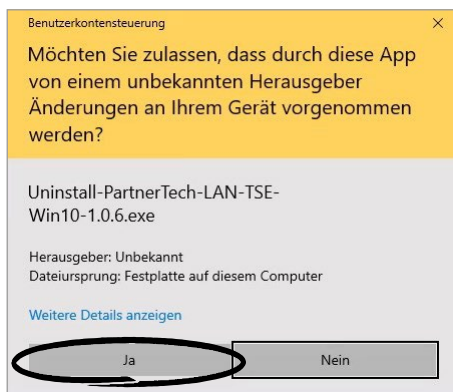 Benutzerkontensteuerung
Möchten Sie zulassen, dass durch diese App
von einem unbekannten Herausgeber
Änderungen an Ihrem Gerät vorgenommen
werden?
Uninstall-PartnerTech-LAN-TSE-
Win10-1.0.6.exe
Herausgeber: Unbekannt
Dateiursprung: Festplatte auf diesem Computer
Weitere Details anzeigen
Ja
Nein